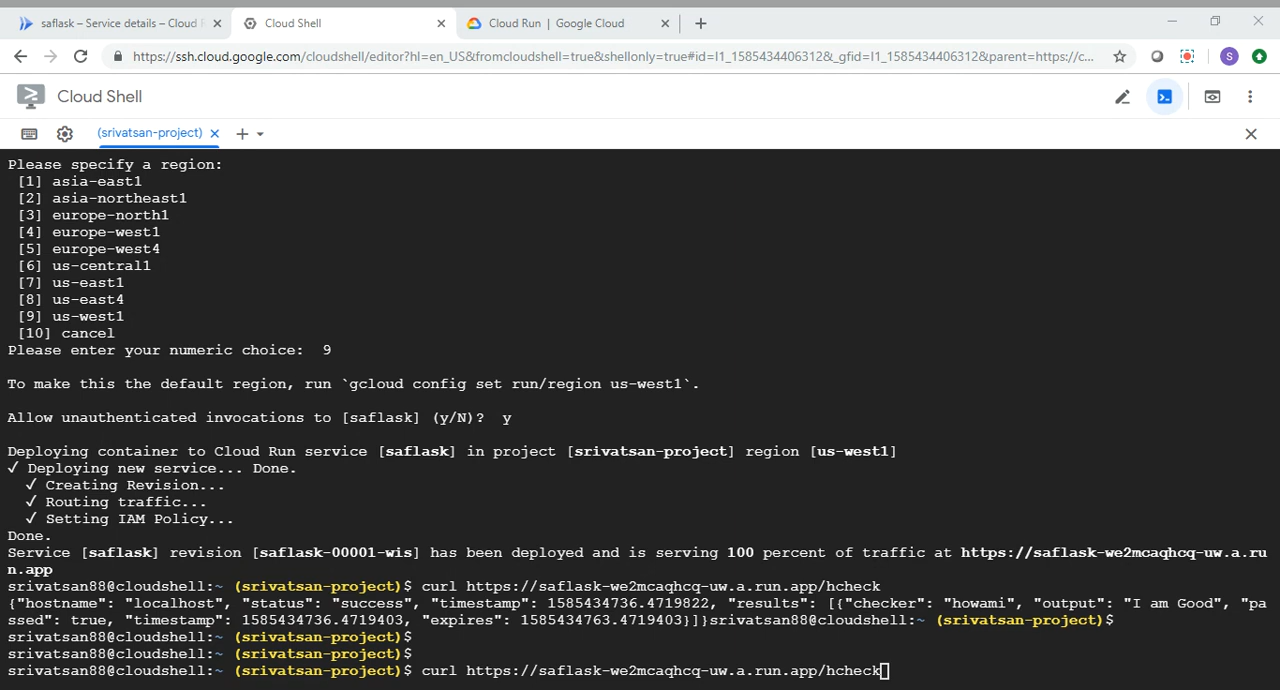 saflask – Service details – Cloud R
Cloud Shell
Cloud Run | Google Cloud
https://ssh.cloud.google.com/cloudshell/editor?hl=en_US&fromcloudshell=true&shellonly=true#id=I1_1585434406312&_gfid=I1_1585434406312&parent=https://c...
S
Cloud Shell
(srivatsan-project)
Please specify a region:
[1] asia-east1
[2] asia-northeast1
[3] europe-north1
[4] europe-west1
[5] europe-west4
[6] us-central1
[7] us-east1
[8] us-east4
[9] us-west1
[10] cancel
Please enter your numeric choice:  9
To make this the default region, run `gcloud config set run/region us-west1`.
Allow unauthenticated invocations to [saflask] (y/N)?  y
Deploying container to Cloud Run service [saflask] in project [srivatsan-project] region [us-west1]
✓ Deploying new service... Done.
✓ Creating Revision...
✓ Routing traffic...
✓ Setting IAM Policy...
Done.
Service [saflask] revision [saflask-00001-wis] has been deployed and is serving 100 percent of traffic at https://saflask-we2mcaqhcq-uw.a.ru
n.app
srivatsan88@cloudshell:~ (srivatsan-project)$ curl https://saflask-we2mcaqhcq-uw.a.run.app/hcheck
{"hostname": "localhost", "status": "success", "timestamp": 1585434736.4719822, "results": [{"checker": "howami", "output": "I am Good", "pa
ssed": true, "timestamp": 1585434736.4719403, "expires": 1585434763.4719403}]}srivatsan88@cloudshell:~ (srivatsan-project)$
srivatsan88@cloudshell:~ (srivatsan-project)$
srivatsan88@cloudshell:~ (srivatsan-project)$
srivatsan88@cloudshell:~ (srivatsan-project)$ curl https://saflask-we2mcaqhcq-uw.a.run.app/hcheck